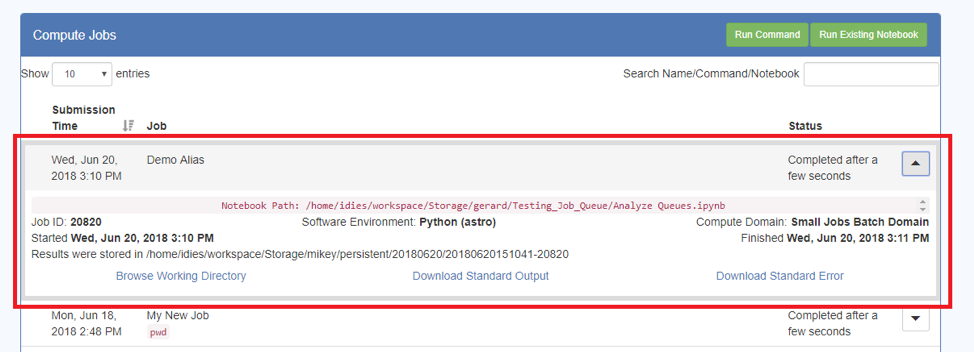 Compute Jobs Run Command Run Existing Notebook
Show 10 entries Search Name/Command/Notebook
Submission
Time Job Status
Wed, Jun 20, Demo Alias Completed after a
2018 3:10 PM few seconds
Notebook Path: /home/idies/workspace/Storage/gerard/Testing_Job_Queue/Analyze Queues.ipynb
Job ID: 20820 Software Environment: Python (astro) Compute Domain: Small Jobs Batch Domain
Started Wed, Jun 20, 2018 3:10 PM Finished Wed, Jun 20, 2018 3:11 PM
Results were stored in /home/idies/workspace/Storage/mikey/persistent/20180620/20180620151041-20820
Browse Working Directory Download Standard Output Download Standard Error
Mon, Jun 18, My New Job Completed after a
2018 2:48 PM pwd few seconds